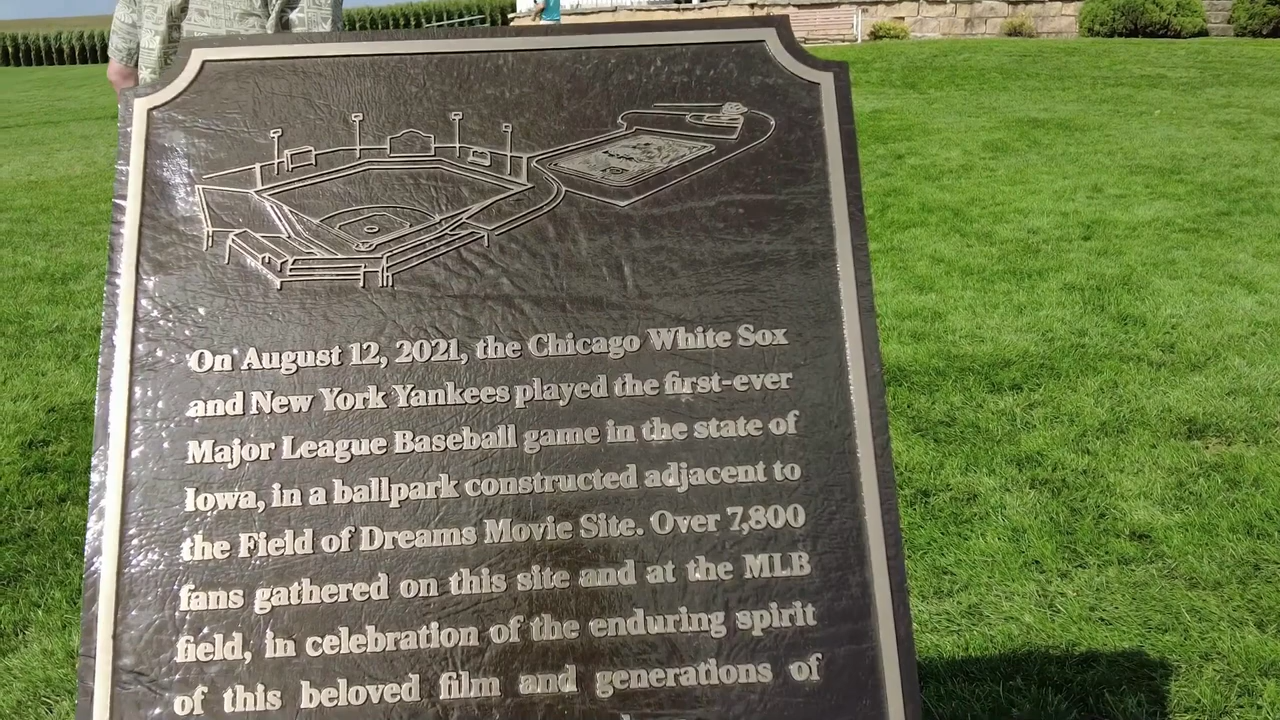 On August 12, 2021, the Chicago White Sox
and New York Yankees played the first-ever
Major League Baseball game in the state of
Iowa, in a ballpark constructed adjacent to
the Field of Dreams Movie Site. Over 7,800
fans gathered on this site and at the MLB
field, in celebration of the enduring spirit
of this beloved film and generations of